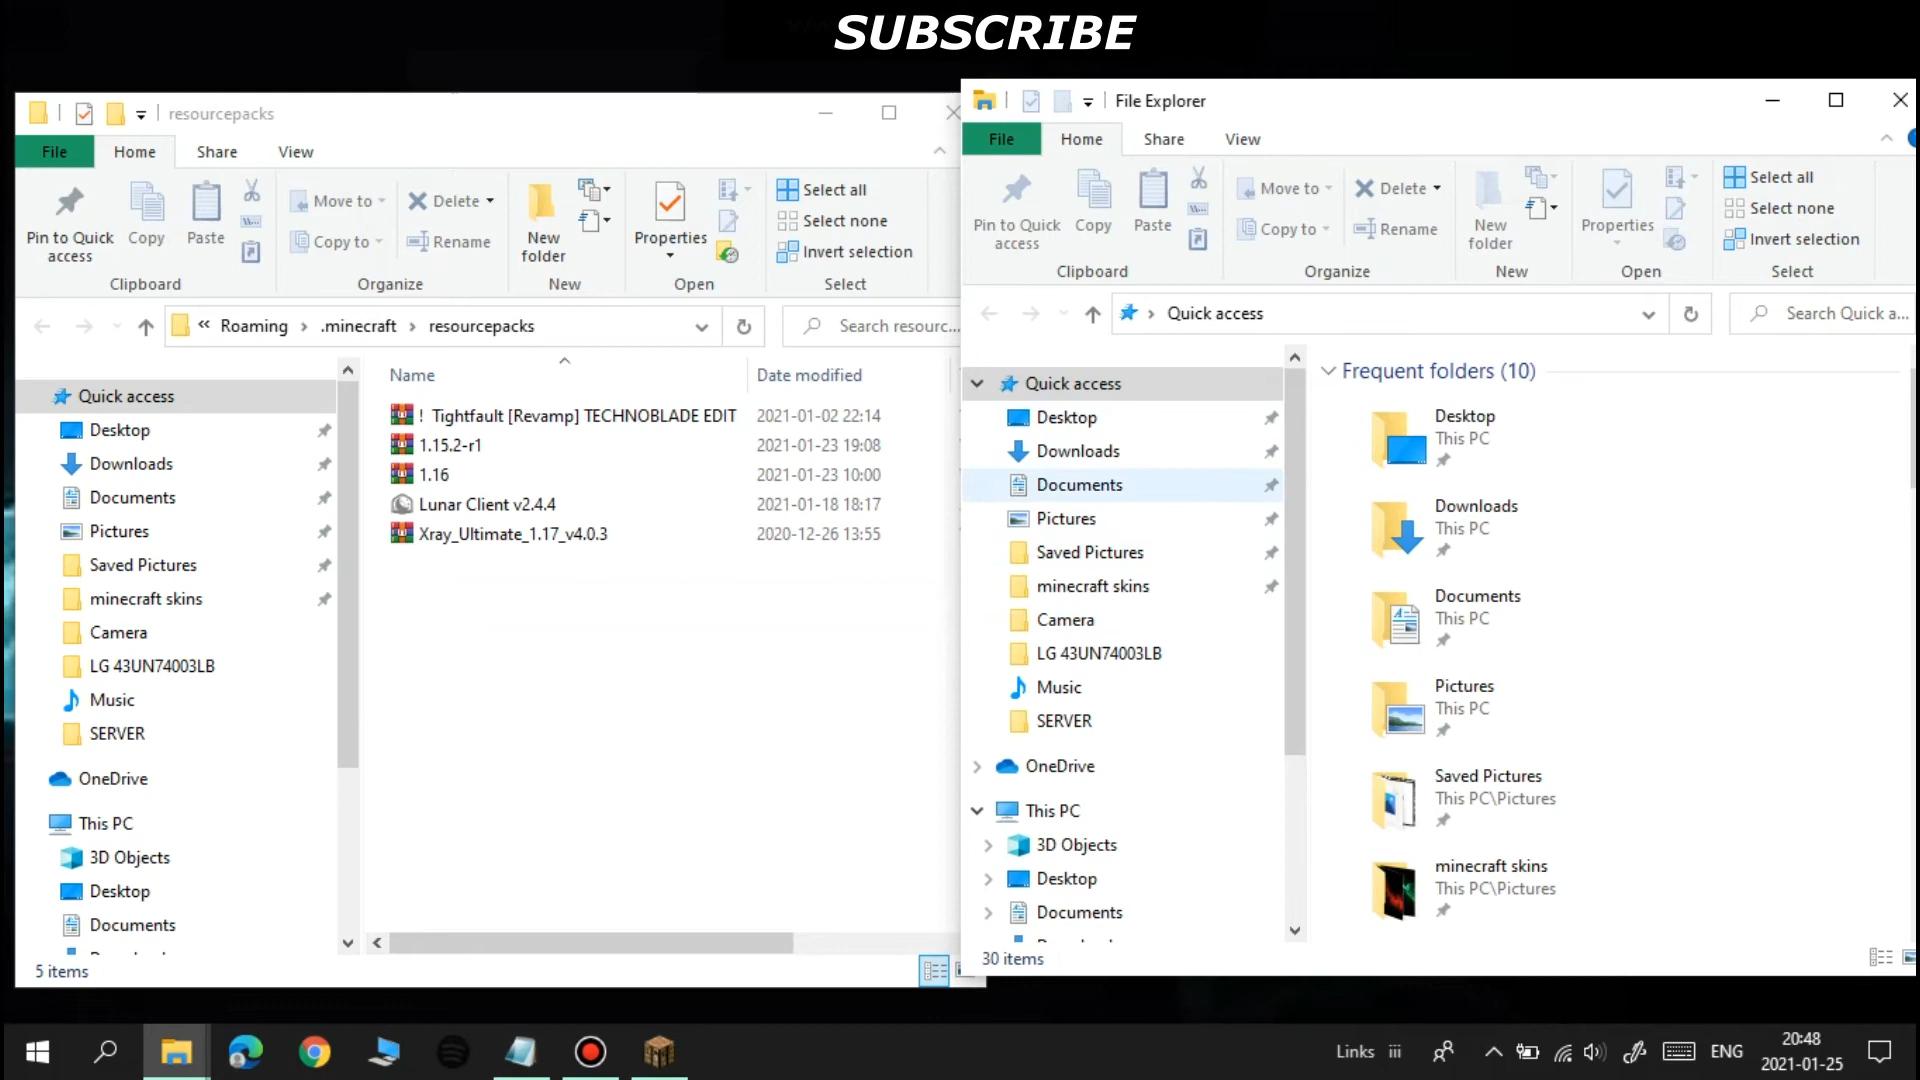 SUBSCRIBE
resourcepacks
File Home Share View
Pin to Quick access
Copy
Paste
Clipboard
Move to
Copy to
Delete
Rename
Organize
New folder
New
Properties
Open
Select all
Select none
Invert selection
Select
« Roaming › .minecraft › resourcepacks
Search resourc...
Quick access
Desktop
Downloads
Documents
Pictures
Saved Pictures
minecraft skins
Camera
LG 43UN74003LB
Music
SERVER
OneDrive
This PC
3D Objects
Desktop
Documents
Name Date modified
! Tightfault [Revamp] TECHNOBLADE EDIT 2021-01-02 22:14
1.15.2-r1 2021-01-23 19:08
1.16 2021-01-23 10:00
Lunar Client v2.4.4 2021-01-18 18:17
Xray_Ultimate_1.17_v4.0.3 2020-12-26 13:55
5 items
File Explorer
File Home Share View
Pin to Quick access
Copy
Paste
Clipboard
Move to
Copy to
Delete
Rename
Organize
New folder
New
Properties
Open
Select all
Select none
Invert selection
Select
› Quick access
Search Quick a...
Quick access
Desktop
Downloads
Documents
Pictures
Saved Pictures
minecraft skins
Camera
LG 43UN74003LB
Music
SERVER
OneDrive
This PC
3D Objects
Desktop
Documents
Frequent folders (10)
Desktop
This PC
Downloads
This PC
Documents
This PC
Pictures
This PC
Saved Pictures
This PC\Pictures
minecraft skins
This PC\Pictures
30 items
Links
ENG
20:48
2021-01-25